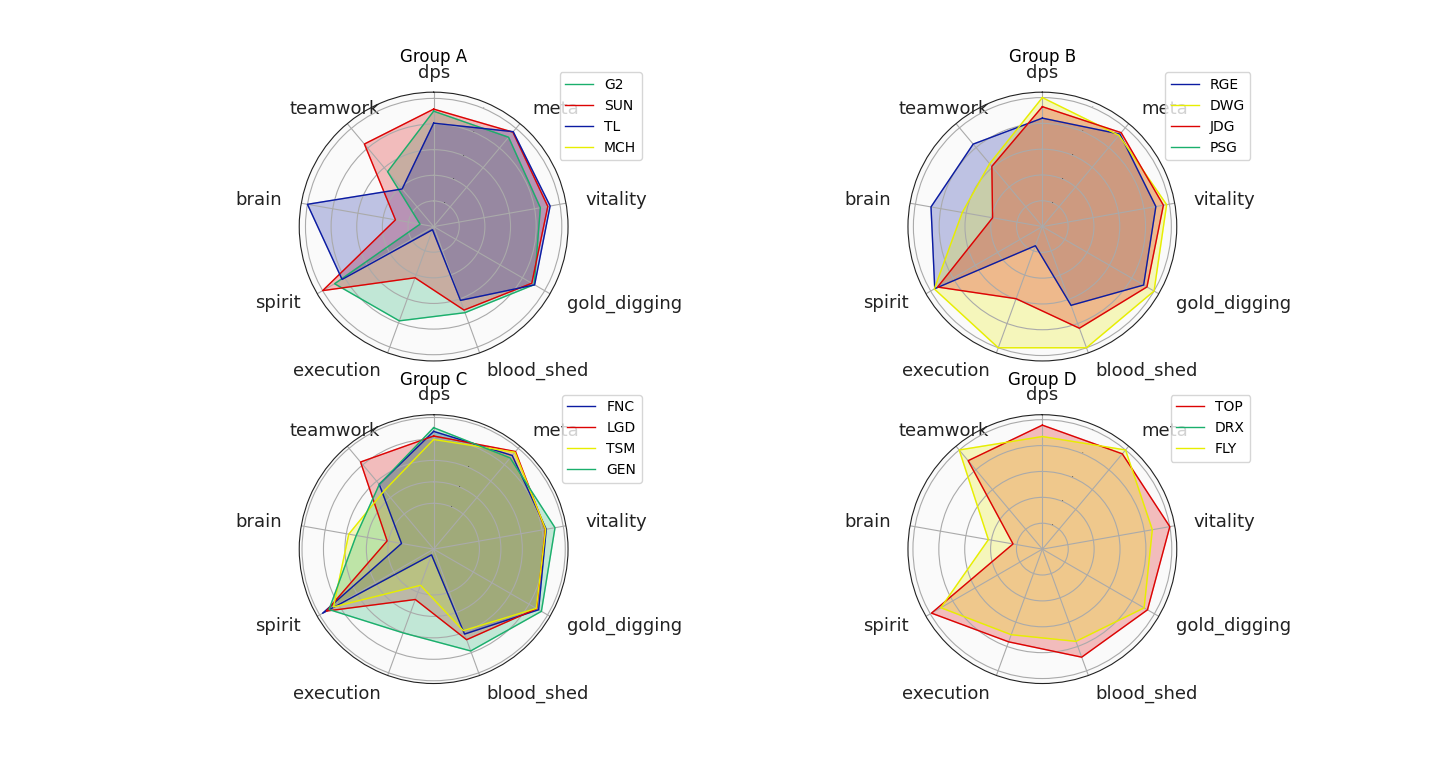 Group A
dps
meta
vitality
gold_digging
blood_shed
execution
spirit
brain
teamwork
G2
SUN
TL
MCH
Group B
dps
meta
vitality
gold_digging
blood_shed
execution
spirit
brain
teamwork
RGE
DWG
JDG
PSG
Group C
dps
meta
vitality
gold_digging
blood_shed
execution
spirit
brain
teamwork
FNC
LGD
TSM
GEN
Group D
dps
meta
vitality
gold_digging
blood_shed
execution
spirit
brain
teamwork
TOP
DRX
FLY